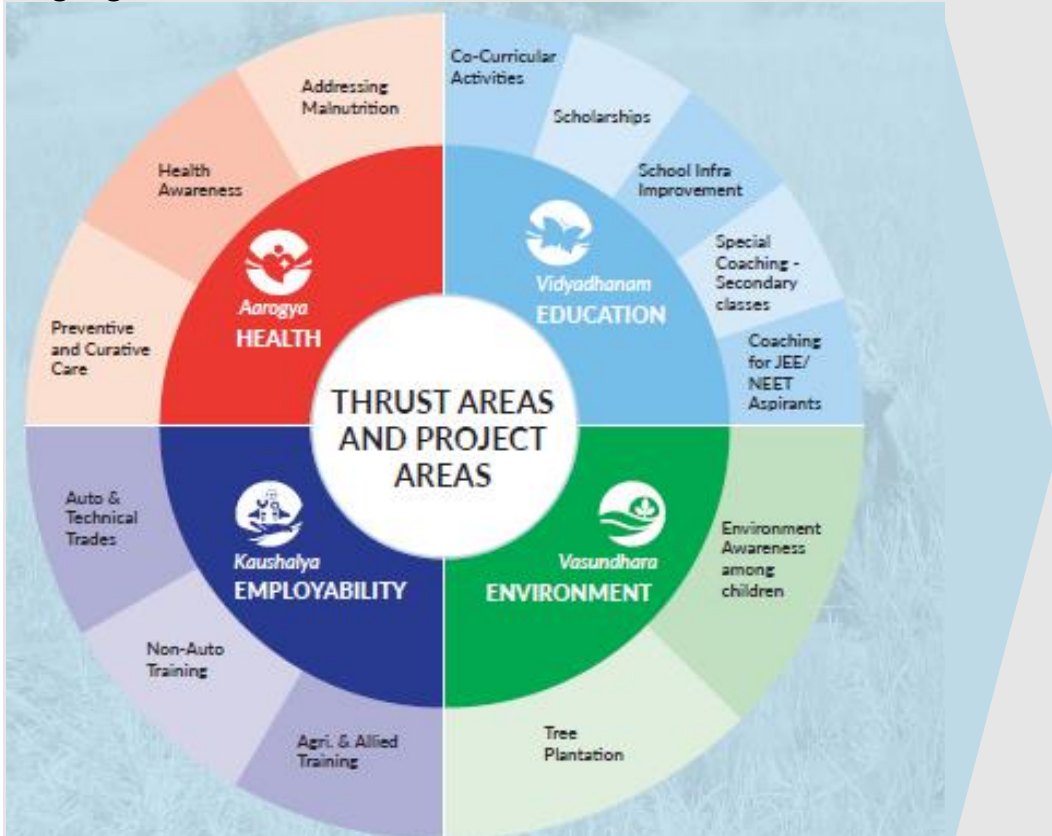 Addressing
Malnutrition
Health
Awareness
Preventive
and Curative
Care
Aarogya
HEALTH
Co-Curricular
Activities
Scholarships
School Infra
Improvement
Special
Coaching -
Secondary
classes
Coaching
for JEE/
NEET
Aspirants
Vidyadhanam
EDUCATION
THRUST AREAS
AND PROJECT
AREAS
Auto &
Technical
Trades
Non-Auto
Training
Agri. & Allied
Training
Kaushalya
EMPLOYABILITY
Vasundhara
ENVIRONMENT
Environment
Awareness
among
children
Tree
Plantation